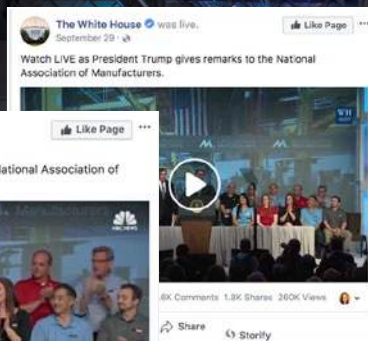 The White House was live.
September 29
Like Page
Watch LIVE as President Trump gives remarks to the National
Association of Manufacturers.
WH
Like Page
National Association of
NBC NEWS
.6K Comments 1.8K Shares 260K Views
Share
Storify